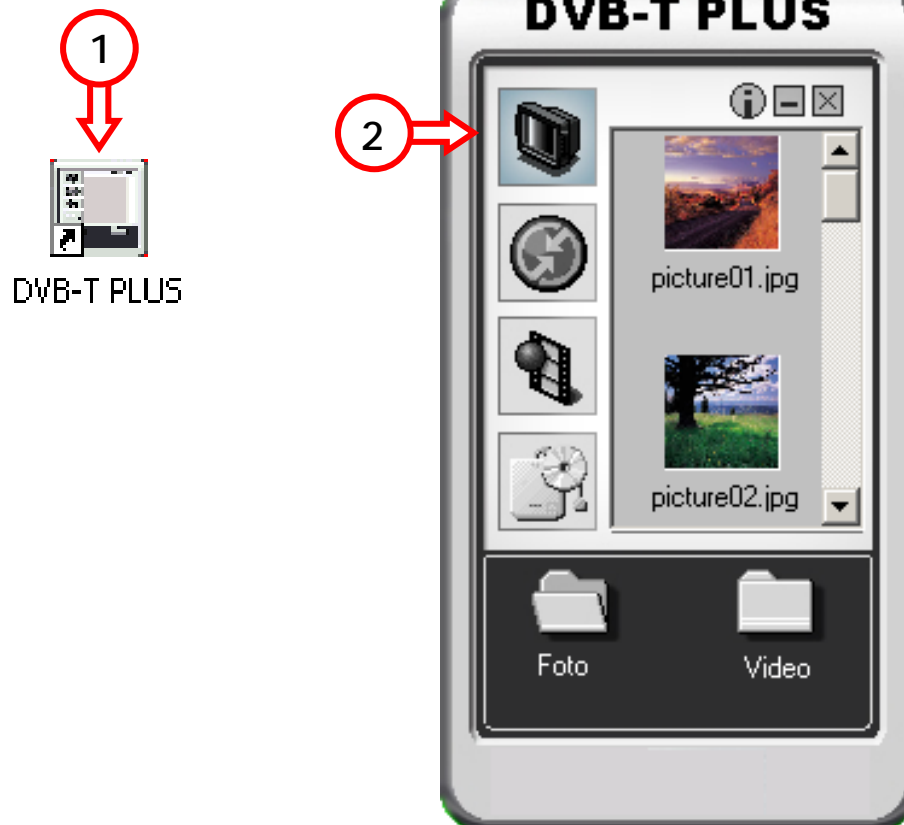 1
DVB-T PLUS
2
DVB-T PLUS
picture01.jpg
picture02.jpg
Foto
Video